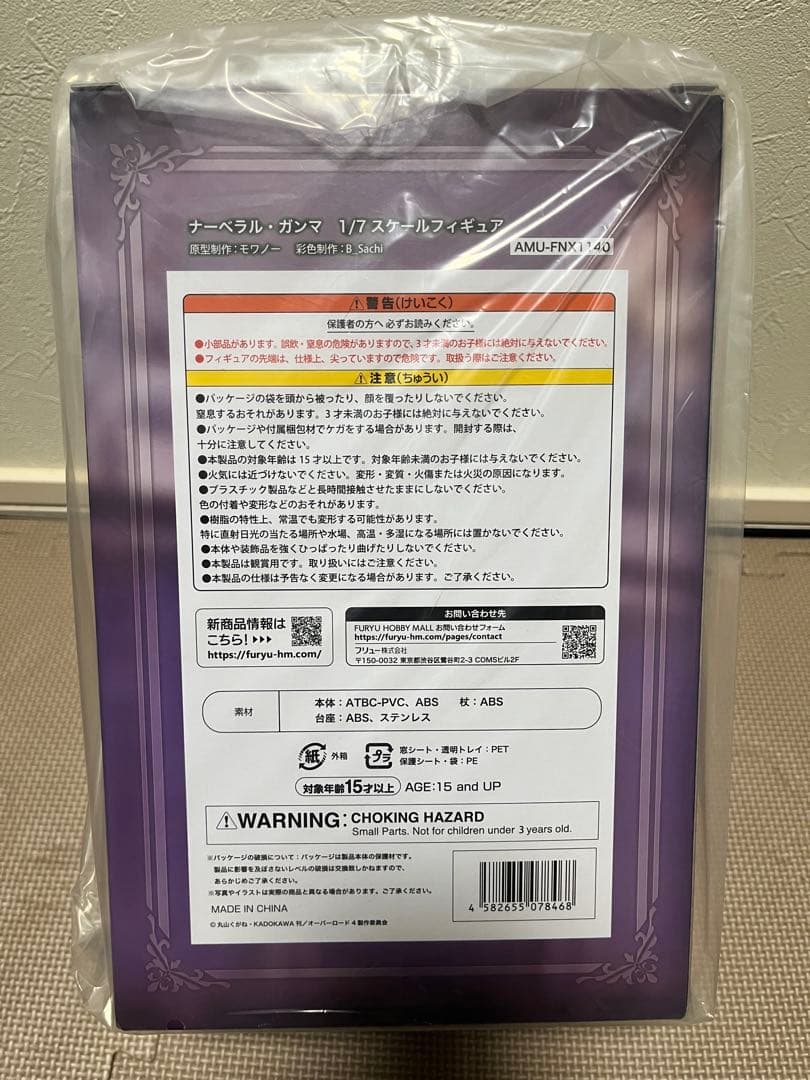 ナーベラル・ガンマ 1/7 スケールフィギュア
原型制作：モワノー 彩色制作：B_Sachi
AMU-FNX1140
⚠警告(けいこく)
保護者の方へ 必ずお読みください。
●小部品があります。誤飲・窒息の危険がありますので、3才未満のお子様には絶対に与えないでください。
●フィギュアの先端は、仕様上、尖っていますので危険です。取扱う際はご注意ください。
⚠注意(ちゅうい)
●パッケージの袋を頭から被ったり、顔を覆ったりしないでください。
窒息するおそれがあります。3才未満のお子様には絶対に与えないでください。
●パッケージや付属梱包材でケガをする場合があります。開封する際は、
十分に注意してください。
●本製品の対象年齢は15才以上です。対象年齢未満のお子様には与えないでください。
●火気には近づけないでください。変形・変質・火傷または火災の原因になります。
●プラスチック製品などと長時間接触させたままにしないでください。
色の付着や変形などのおそれがあります。
●樹脂の特性上、常温でも変形する可能性があります。
特に直射日光の当たる場所や水場、高温・多湿になる場所には置かないでください。
●本体や装飾品を強くひっぱったり曲げたりしないでください。
●本製品は観賞用です。取り扱いにはご注意ください。
●本製品の仕様は予告なく変更になる場合があります。ご了承ください。
新商品情報は
こちら！▶▶▶
https://furyu-hm.com/
お問い合わせ先
FURYU HOBBY MALL お問い合わせフォーム
https://furyu-hm.com/pages/contact
フリュー株式会社
〒150-0032 東京都渋谷区鶯谷町2-3 COMSビル2F
素材
本体：ATBC-PVC、ABS 杖：ABS
台座：ABS、ステンレス
紙 外箱
プラ 窓シート・透明トレイ：PET
保護シート・袋：PE
対象年齢15才以上 AGE:15 and UP
⚠WARNING: CHOKING HAZARD
Small Parts. Not for children under 3 years old.
※パッケージの破損について：パッケージは製品本体の保護材です。
製品に影響を及ぼさないレベルの破損は交換致しかねますので、
あらかじめご了承ください。
※写真やイラストは実際の商品と異なる場合があります。ご了承ください。
MADE IN CHINA
© 丸山くがね・KADOKAWA刊／オーバーロード4製作委員会
4 582655 078468